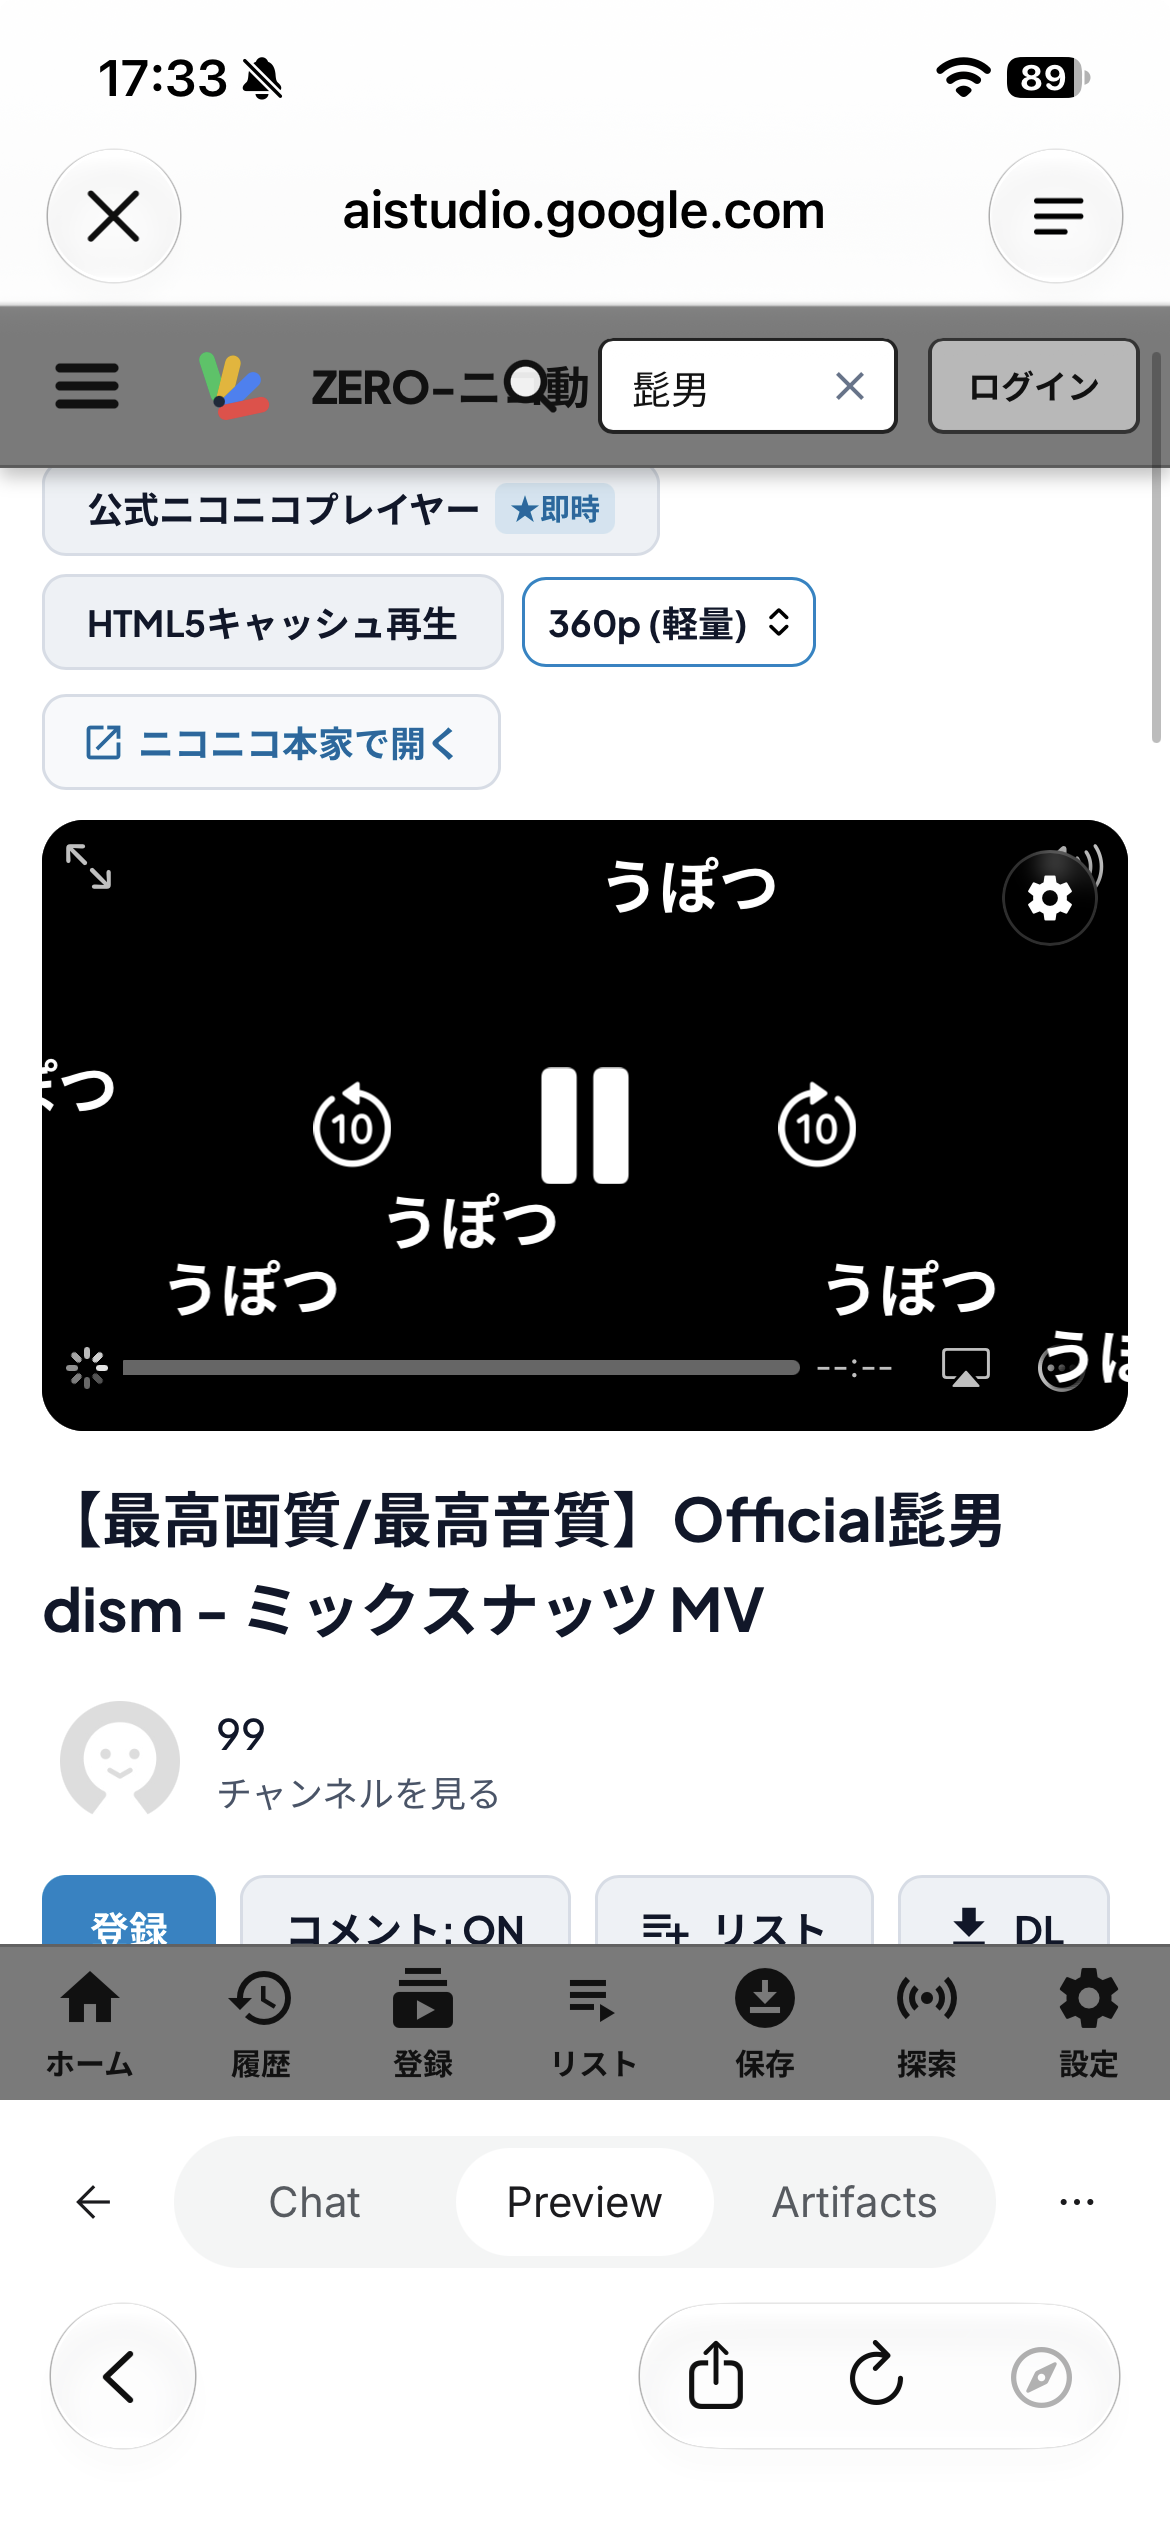 17:33
89
aistudio.google.com
ZERO-ニ
動
髭男
ログイン
公式ニコニコプレイヤー ★即時
HTML5キャッシュ再生
360p (軽量)
ニコニコ本家で開く
うぽつ
ぽつ
10
10
うぽつ
うぽつ
うぽつ
うぽ
--:--
【最高画質/最高音質】Official髭男
dism - ミックスナッツ MV
99
チャンネルを見る
登録
コメント: ON
リスト
DL
ホーム
履歴
登録
リスト
保存
探索
設定
Chat
Preview
Artifacts